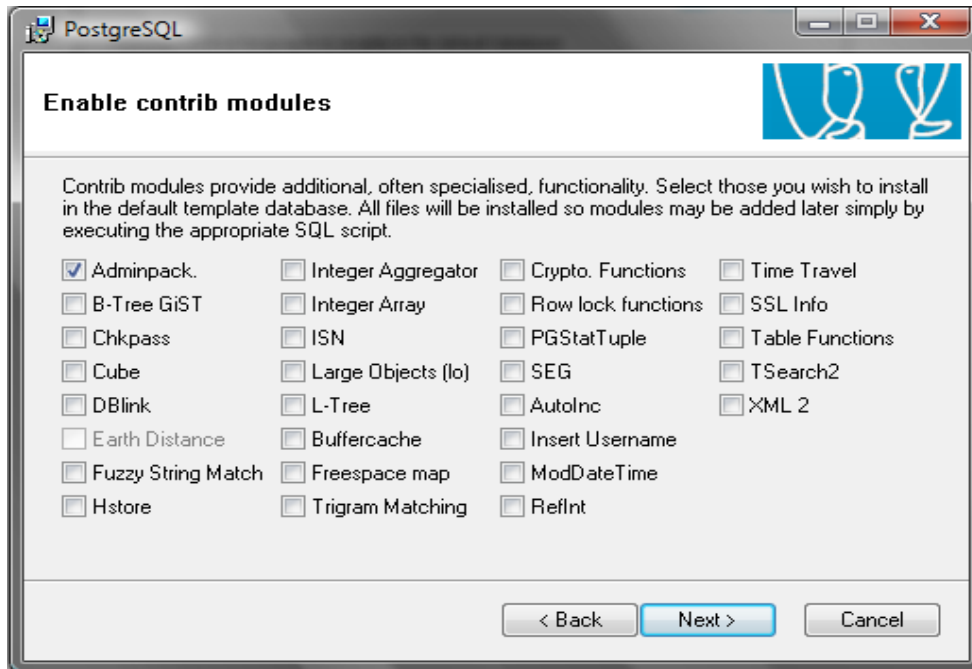 PostgreSQL
Enable contrib modules
Contrib modules provide additional, often specialised, functionality. Select those you wish to install
in the default template database. All files will be installed so modules may be added later simply by
executing the appropriate SQL script.
Adminpack. Integer Aggregator Crypto. Functions Time Travel
B-Tree GiST Integer Array Row lock functions SSL Info
Chkpass ISN PGStatTuple Table Functions
Cube Large Objects (lo) SEG TSearch2
DBlink L-Tree AutoInc XML 2
Earth Distance Buffercache Insert Username
Fuzzy String Match Freespace map ModDateTime
Hstore Trigram Matching RefInt
< Back Next > Cancel